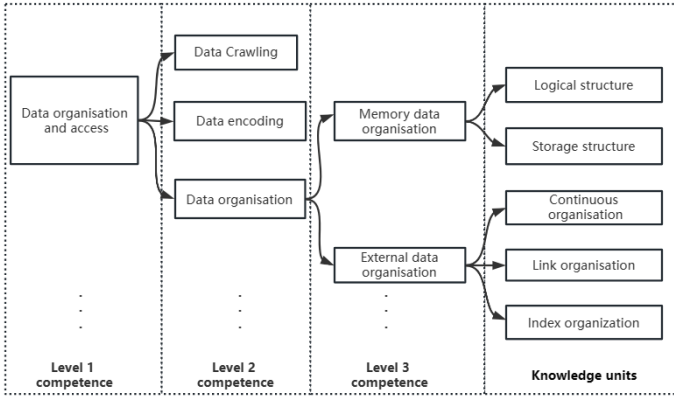 Data organisation
and access
Data Crawling
Data encoding
Data organisation
Memory data
organisation
External data
organisation
Logical structure
Storage structure
Continuous
organisation
Link organisation
Index organization
Level 1
competence
Level 2
competence
Level 3
competence
Knowledge units